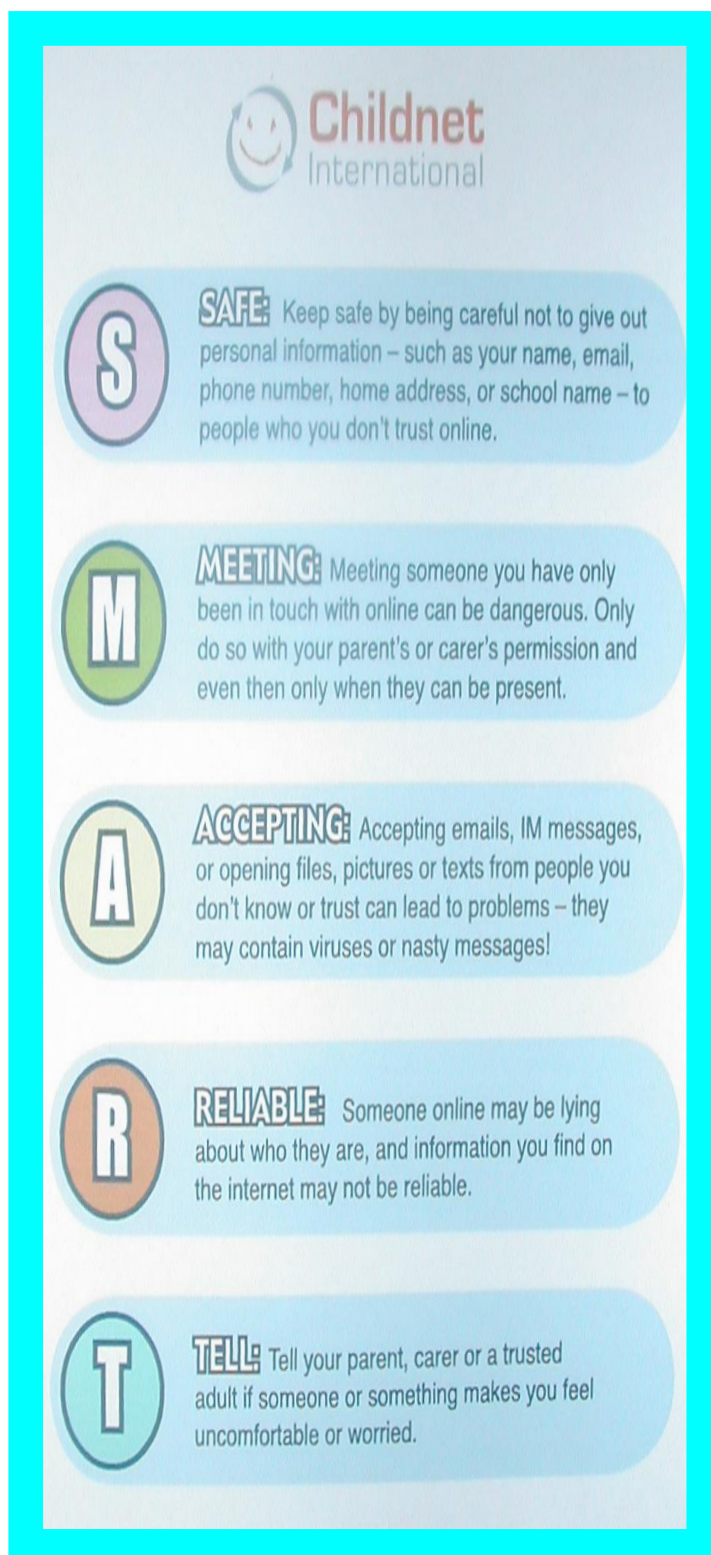 Childnet
International
S
SAFE: Keep safe by being careful not to give out
personal information – such as your name, email,
phone number, home address, or school name – to
people who you don't trust online.
M
MEETING: Meeting someone you have only
been in touch with online can be dangerous. Only
do so with your parent's or carer's permission and
even then only when they can be present.
A
ACCEPTING: Accepting emails, IM messages,
or opening files, pictures or texts from people you
don't know or trust can lead to problems – they
may contain viruses or nasty messages!
R
RELIABLE: Someone online may be lying
about who they are, and information you find on
the internet may not be reliable.
T
TELL: Tell your parent, carer or a trusted
adult if someone or something makes you feel
uncomfortable or worried.